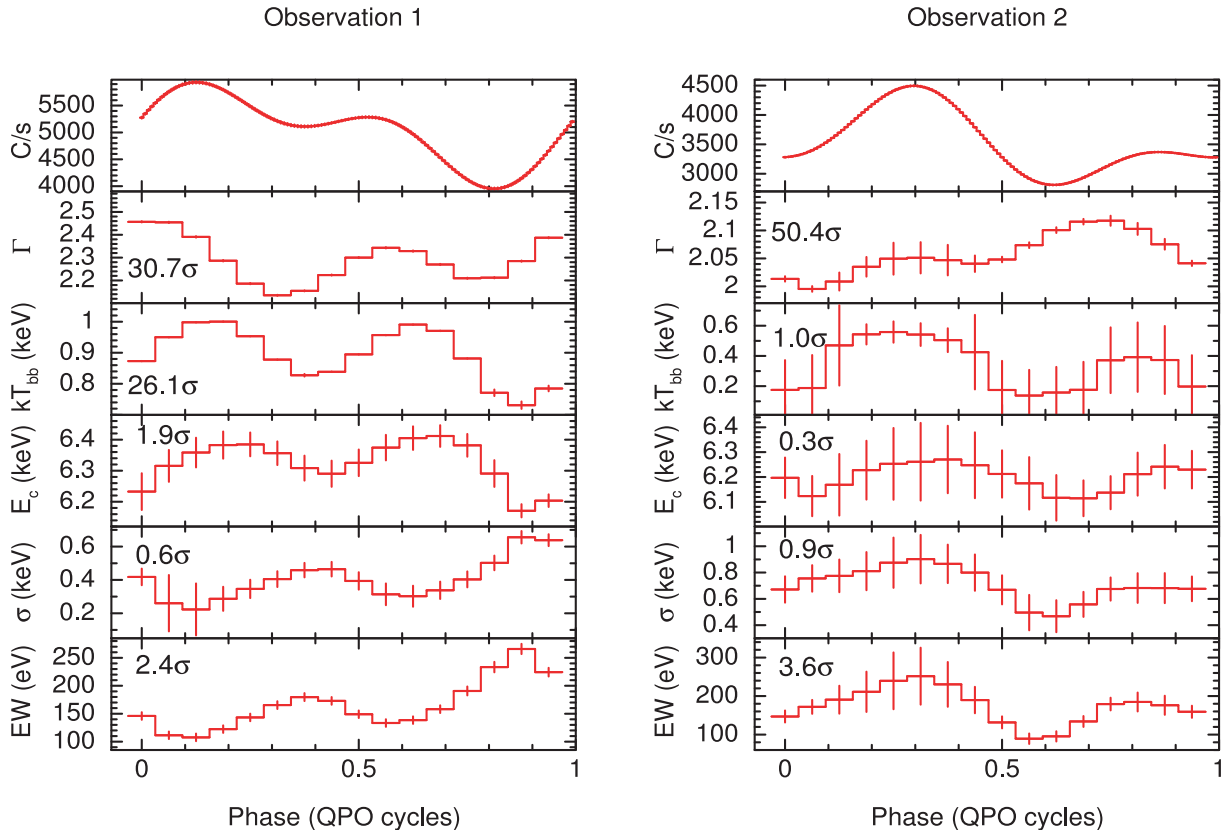 Observation 1
Observation 2
C/s
5500
5000
4500
4000
C/s
4500
4000
3500
3000
Γ
2.5
2.4
2.3
2.2
30.7σ
Γ
2.15
2.1
2.05
2
50.4σ
kTbb (keV)
1
0.9
0.8
26.1σ
kTbb (keV)
0.6
0.4
0.2
1.0σ
Ec (keV)
6.4
6.3
6.2
1.9σ
Ec (keV)
6.4
6.3
6.2
6.1
0.3σ
σ (keV)
0.6
0.4
0.2
0.6σ
σ (keV)
1
0.8
0.6
0.4
0.9σ
EW (eV)
250
200
150
100
2.4σ
EW (eV)
300
200
100
3.6σ
0 0.5 1
0 0.5 1
Phase (QPO cycles)
Phase (QPO cycles)